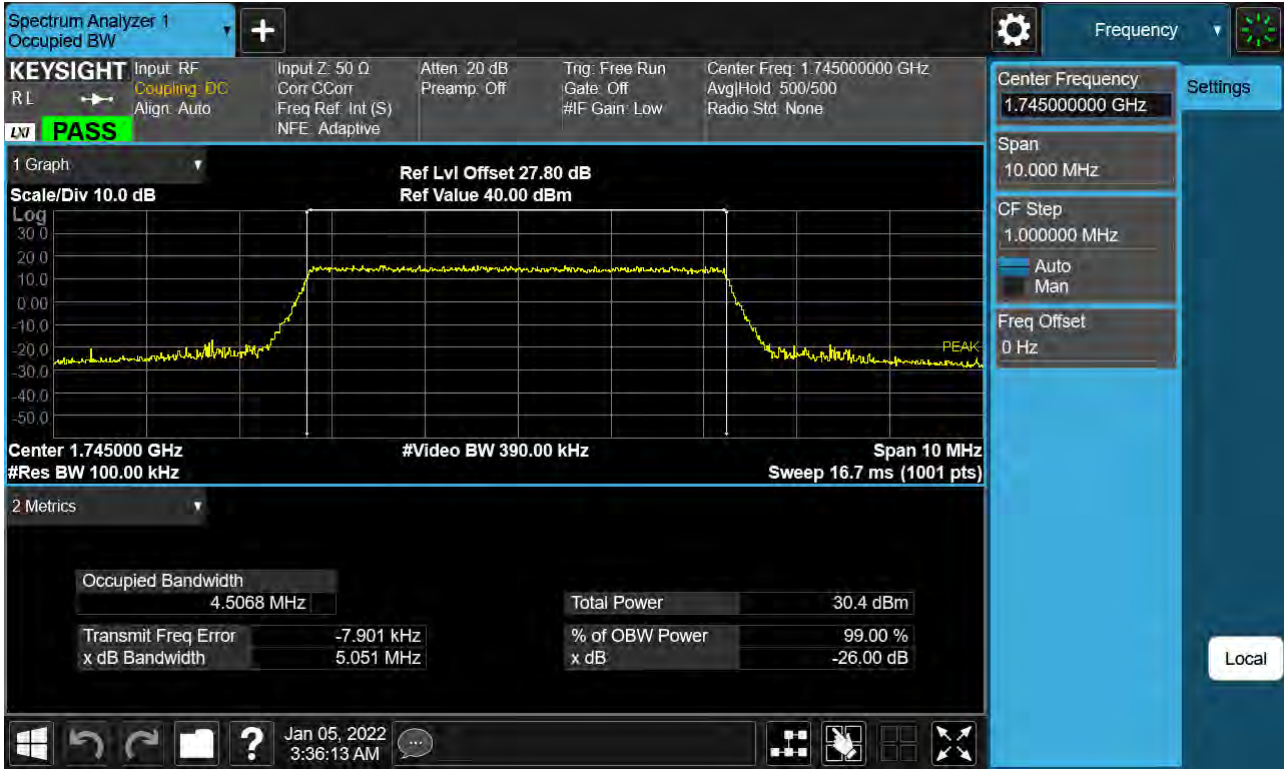 Spectrum Analyzer 1
Occupied BW
Frequency
KEYSIGHT
RL
LXI
PASS
Input: RF
Coupling: DC
Align: Auto
Input Z: 50 Ω
Corr CCorr
Freq Ref: Int (S)
NFE: Adaptive
Atten: 20 dB
Preamp: Off
Trig: Free Run
Gate: Off
#IF Gain: Low
Center Freq: 1.745000000 GHz
Avg|Hold: 500/500
Radio Std: None
1 Graph
Scale/Div 10.0 dB
Ref Lvl Offset 27.80 dB
Ref Value 40.00 dBm
Log
30.0
20.0
10.0
0.00
-10.0
-20.0
-30.0
-40.0
-50.0
PEAK
Center 1.745000 GHz
#Video BW 390.00 kHz
Span 10 MHz
#Res BW 100.00 kHz
Sweep 16.7 ms (1001 pts)
2 Metrics
Occupied Bandwidth
4.5068 MHz
Total Power 30.4 dBm
Transmit Freq Error -7.901 kHz
% of OBW Power 99.00 %
x dB Bandwidth 5.051 MHz
x dB -26.00 dB
Center Frequency
1.745000000 GHz
Span
10.000 MHz
CF Step
1.000000 MHz
Auto
Man
Freq Offset
0 Hz
Settings
Local
?
Jan 05, 2022
3:36:13 AM